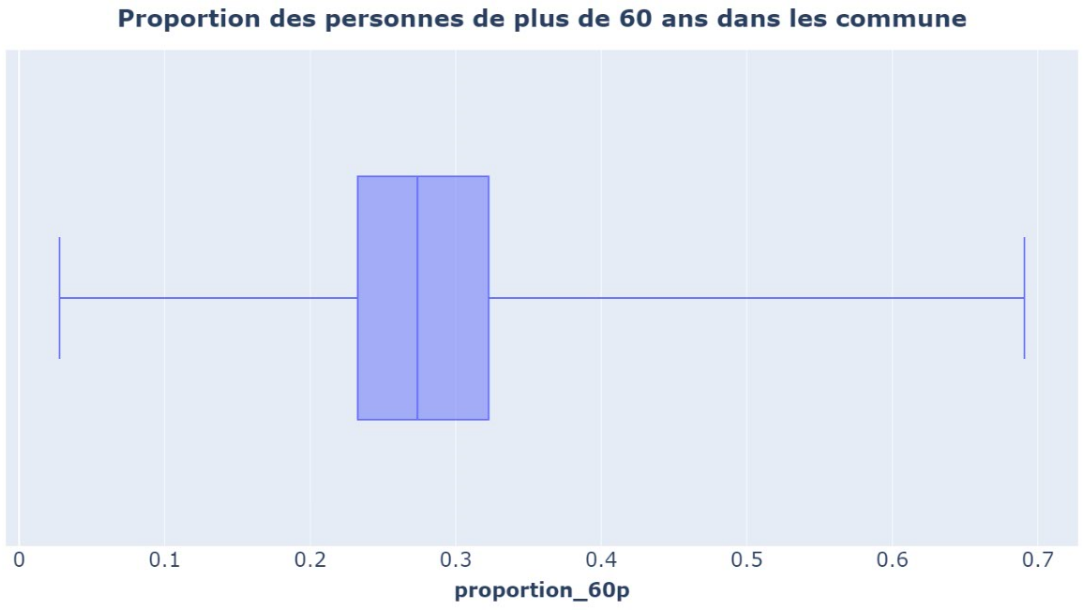 Proportion des personnes de plus de 60 ans dans les commune
0 0.1 0.2 0.3 0.4 0.5 0.6 0.7
proportion_60p